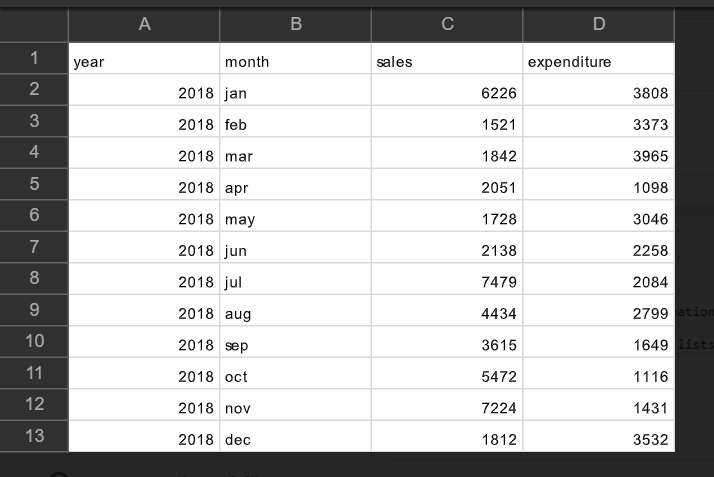 A B C D
1 year month sales expenditure
2 2018 jan 6226 3808
3 2018 feb 1521 3373
4 2018 mar 1842 3965
5 2018 apr 2051 1098
6 2018 may 1728 3046
7 2018 jun 2138 2258
8 2018 jul 7479 2084
9 2018 aug 4434 2799 ation
10 2018 sep 3615 1649 lists
11 2018 oct 5472 1116
12 2018 nov 7224 1431
13 2018 dec 1812 3532